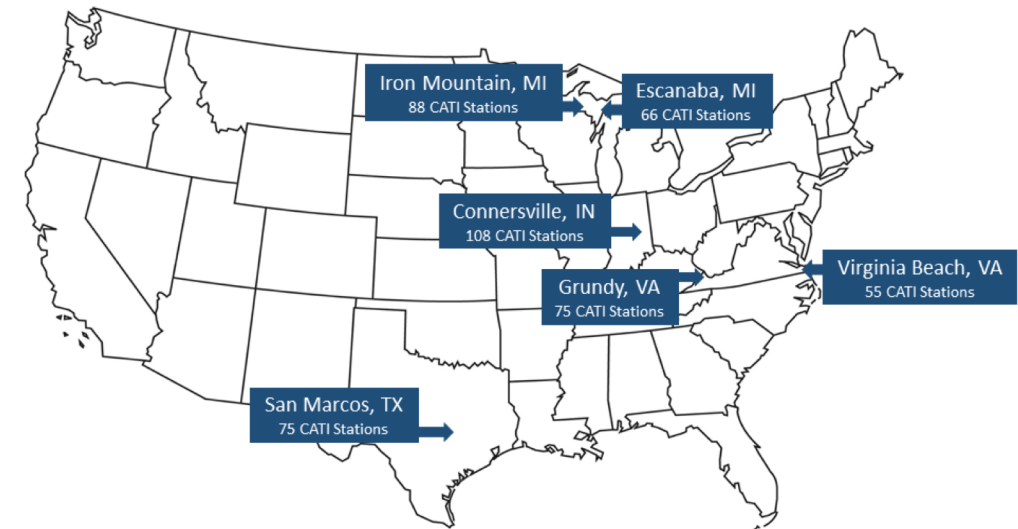 Iron Mountain, MI
88 CATI Stations
Escanaba, MI
66 CATI Stations
Connersville, IN
108 CATI Stations
Grundy, VA
75 CATI Stations
Virginia Beach, VA
55 CATI Stations
San Marcos, TX
75 CATI Stations